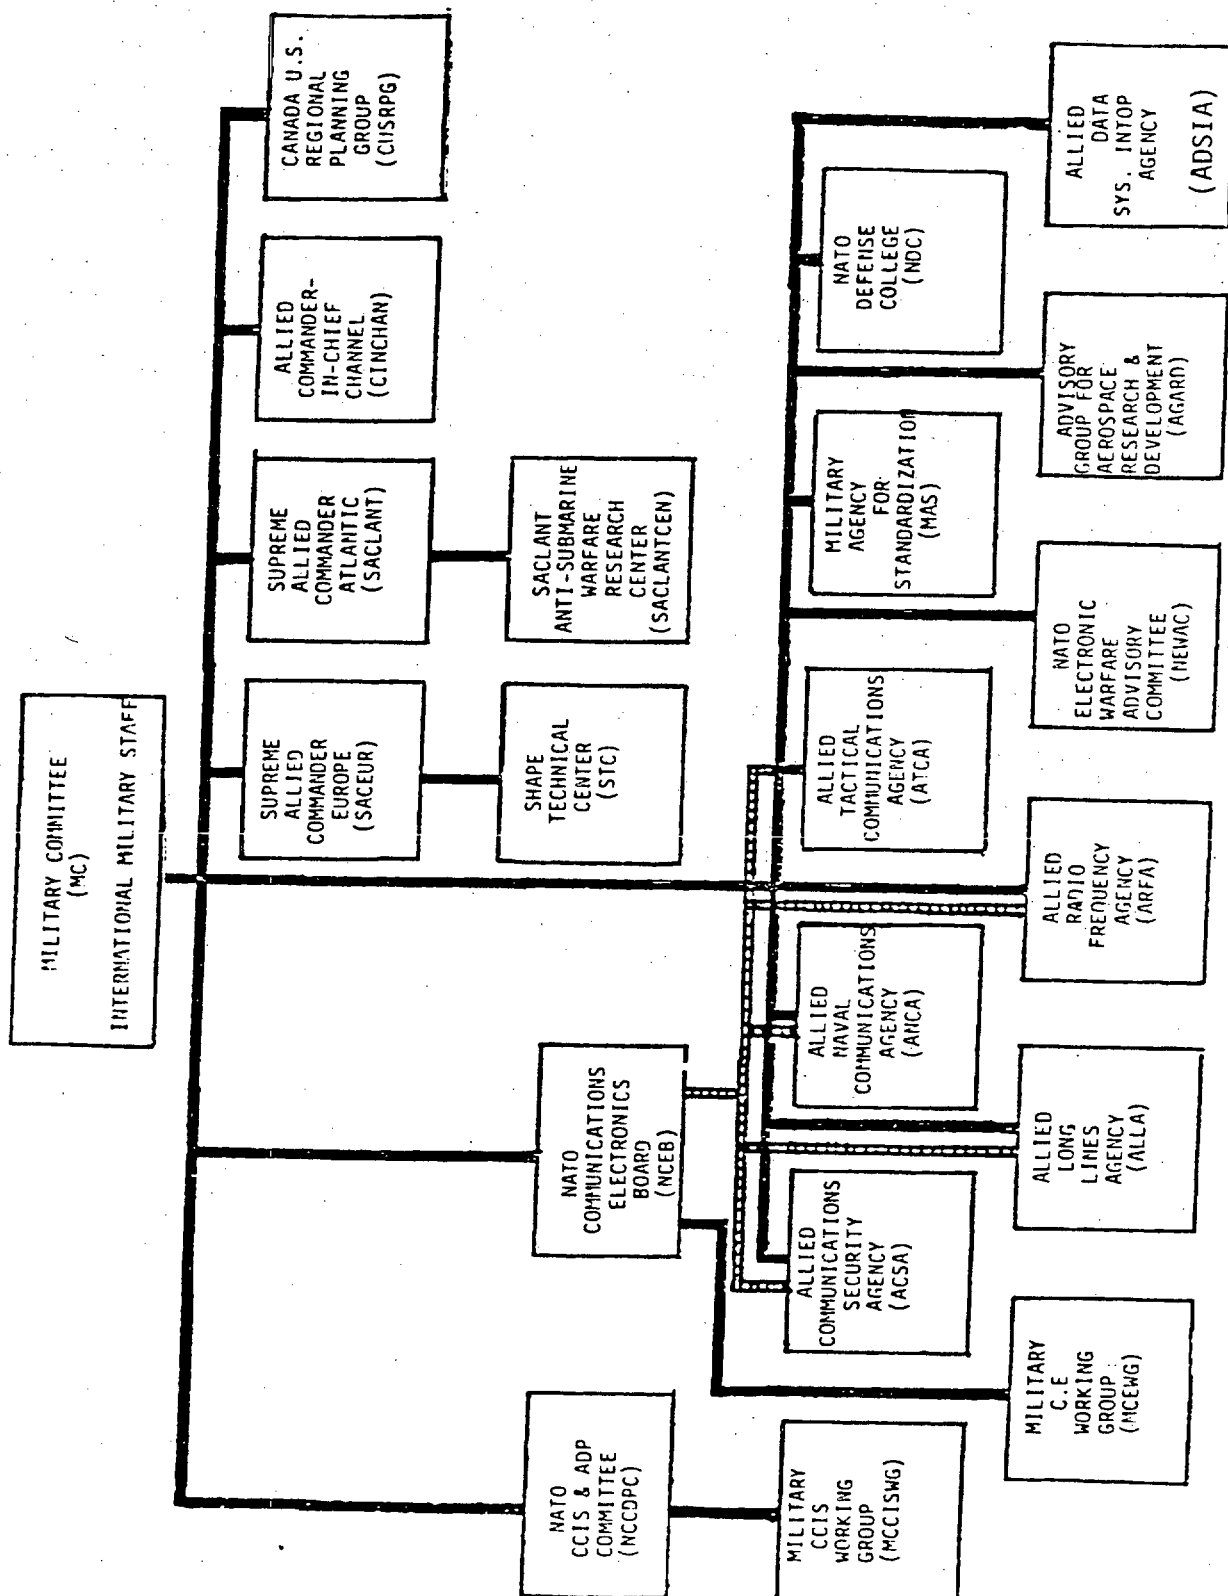 MILITARY COMMITTEE
(MC)
INTERNATIONAL MILITARY STAFF
NATO
CCIS & ADP
COMMITTEE
(NCCDPC)
NATO
COMMUNICATIONS
ELECTRONICS
BOARD
(NCEB)
SUPREME
ALLIED
COMMANDER
EUROPE
(SACEUR)
SUPREME
ALLIED
COMMANDER
ATLANTIC
(SACLANT)
ALLIED
COMMANDER-
IN-CHIEF
CHANNEL
(CINCHAN)
CANADA U.S.
REGIONAL
PLANNING
GROUP
(CUSRPG)
SHAPE
TECHNICAL
CENTER
(STC)
SACLANT
ANTI-SUBMARINE
WARFARE
RESEARCH
CENTER
(SACLANTCEN)
MILITARY
CCIS
WORKING
GROUP
(MCCISWG)
ALLIED
COMMUNICATIONS
SECURITY
AGENCY
(ACSA)
ALLIED
NAVAL
COMMUNICATIONS
AGENCY
(ANCA)
ALLIED
TACTICAL
COMMUNICATIONS
AGENCY
(ATCA)
MILITARY
AGENCY
FOR
STANDARDIZATION
(MAS)
NATO
DEFENSE
COLLEGE
(NDC)
MILITARY
C.E
WORKING
GROUP
(MCEWG)
ALLIED
LONG
LINES
AGENCY
(ALLA)
ALLIED
RADIO
FREQUENCY
AGENCY
(ARFA)
NATO
ELECTRONIC
WARFARE
ADVISORY
COMMITTEE
(NEWAC)
ADVISORY
GROUP FOR
AEROSPACE
RESEARCH &
DEVELOPMENT
(AGARD)
ALLIED
DATA
SYS. INTOP
AGENCY
(ADSIA)